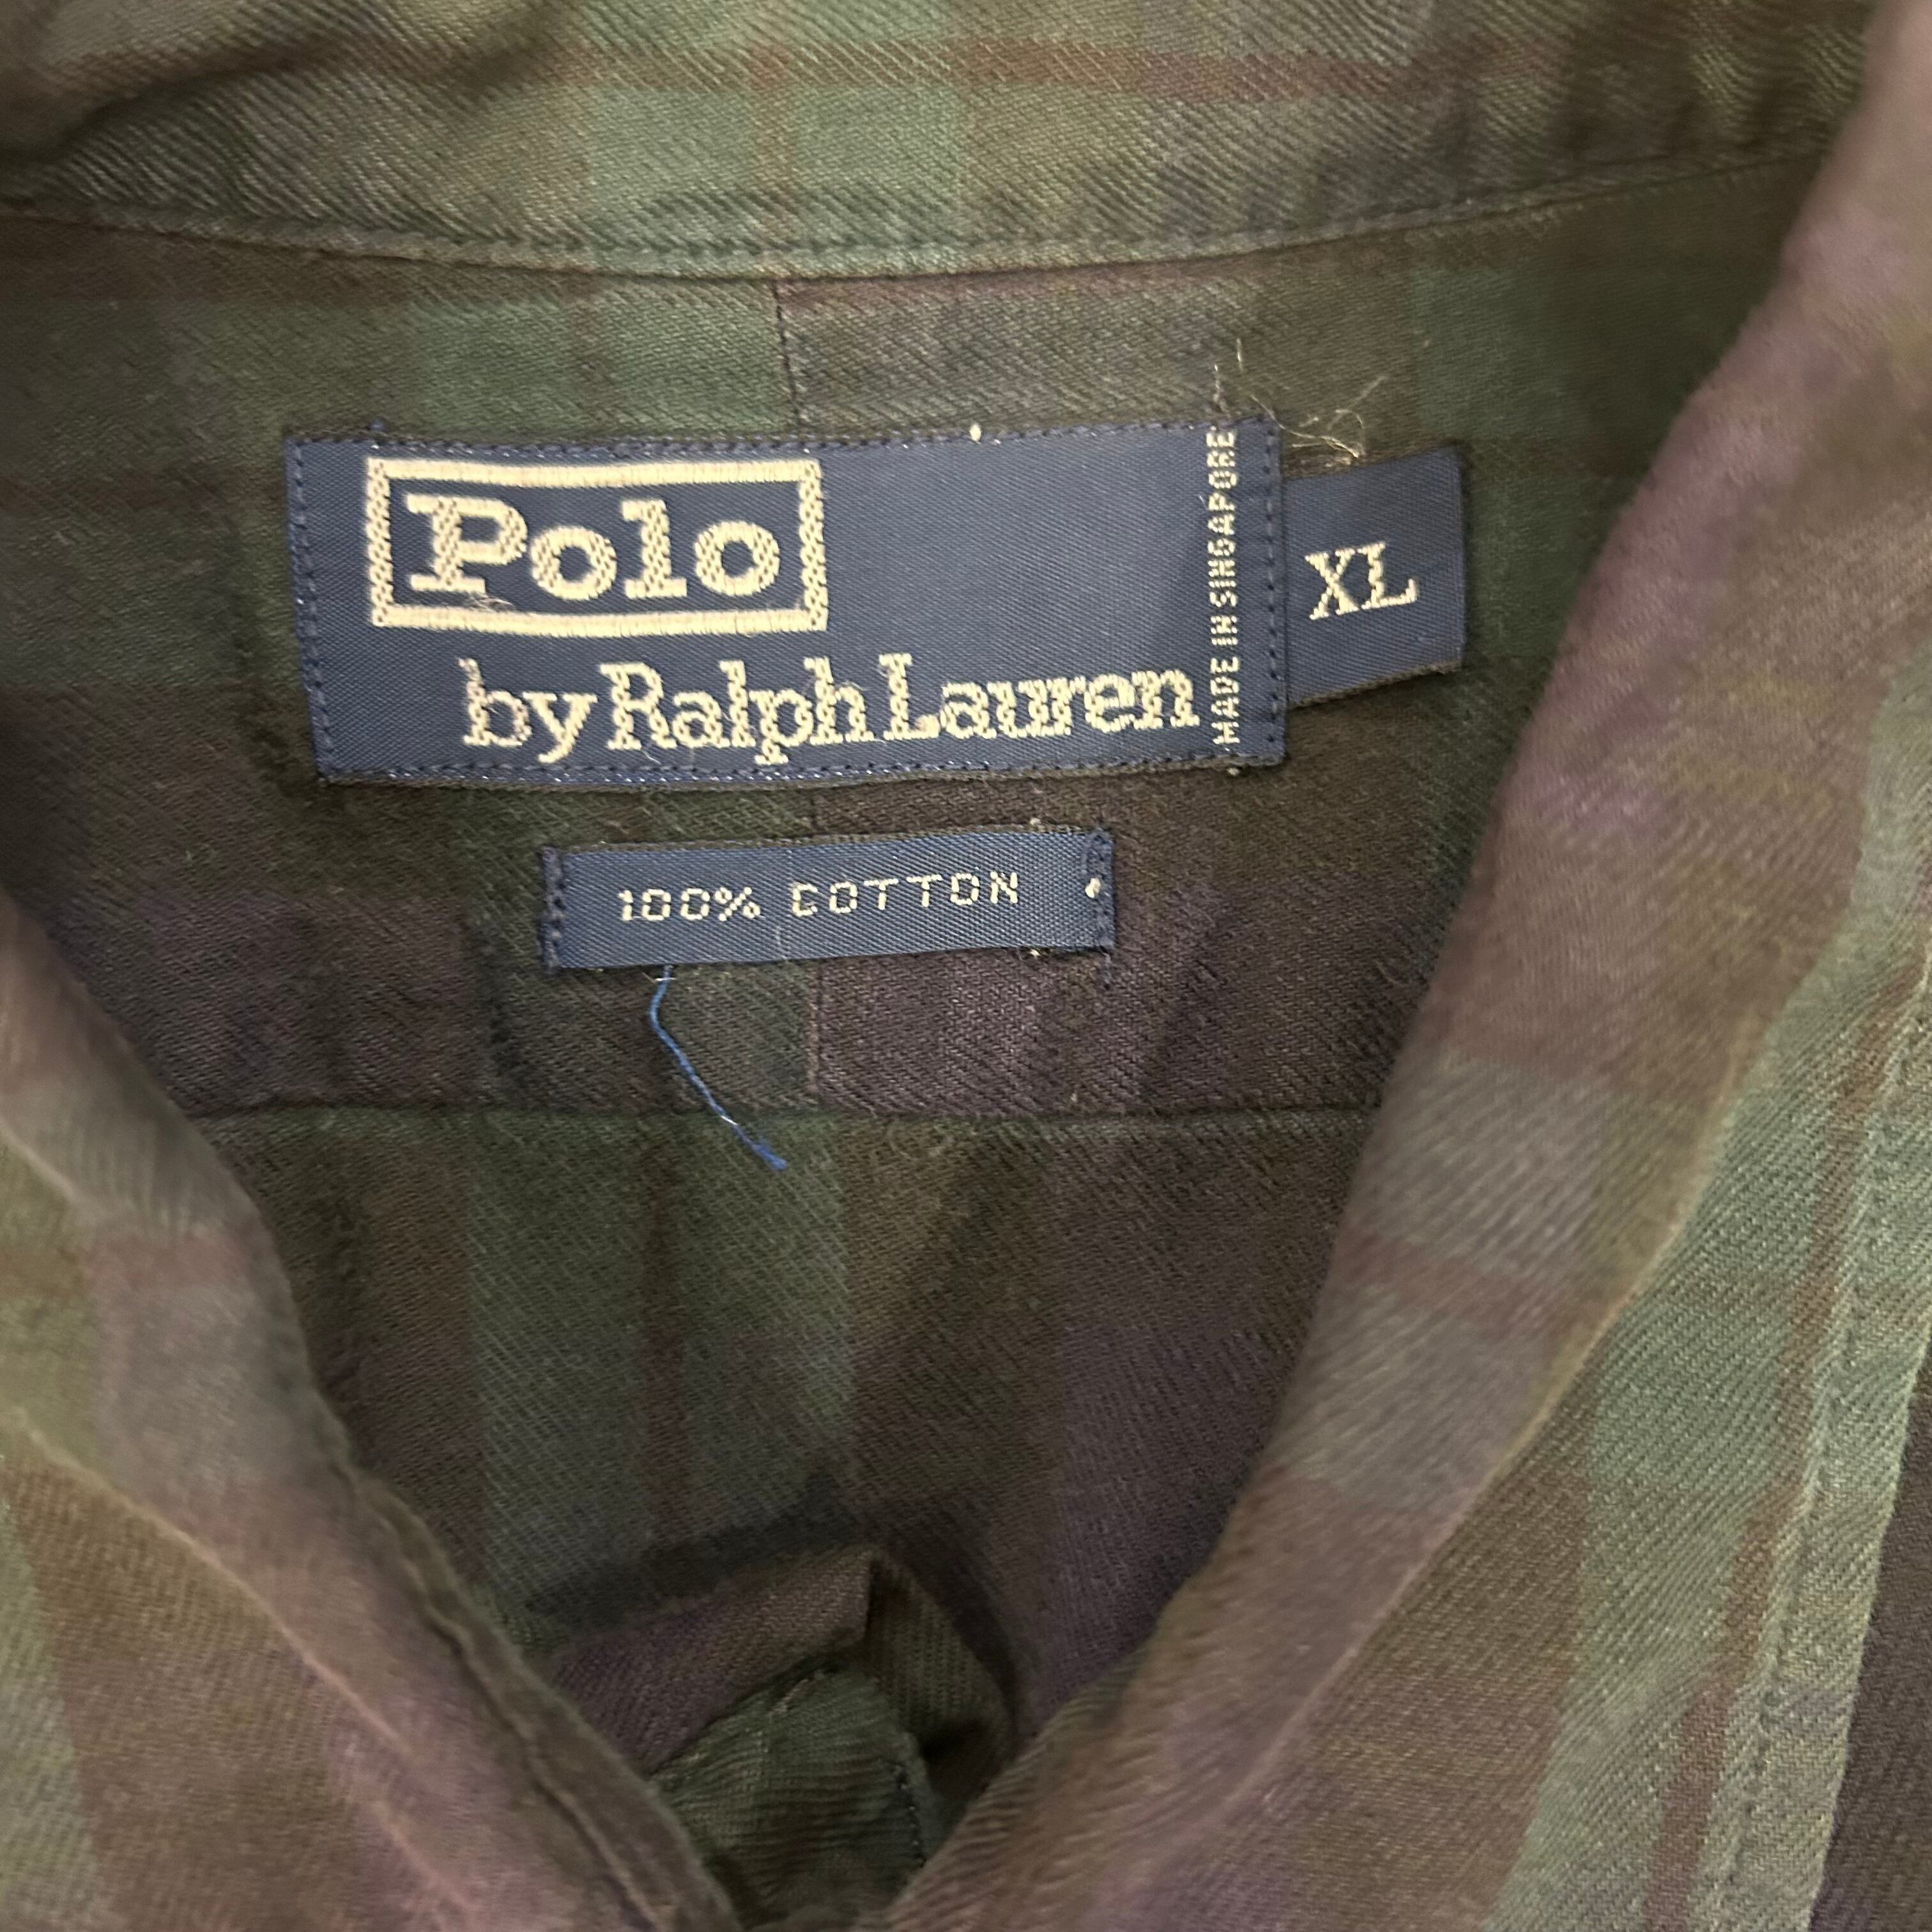 Polo
by Ralph Lauren
MADE IN SINGAPORE
XL
100% COTTON